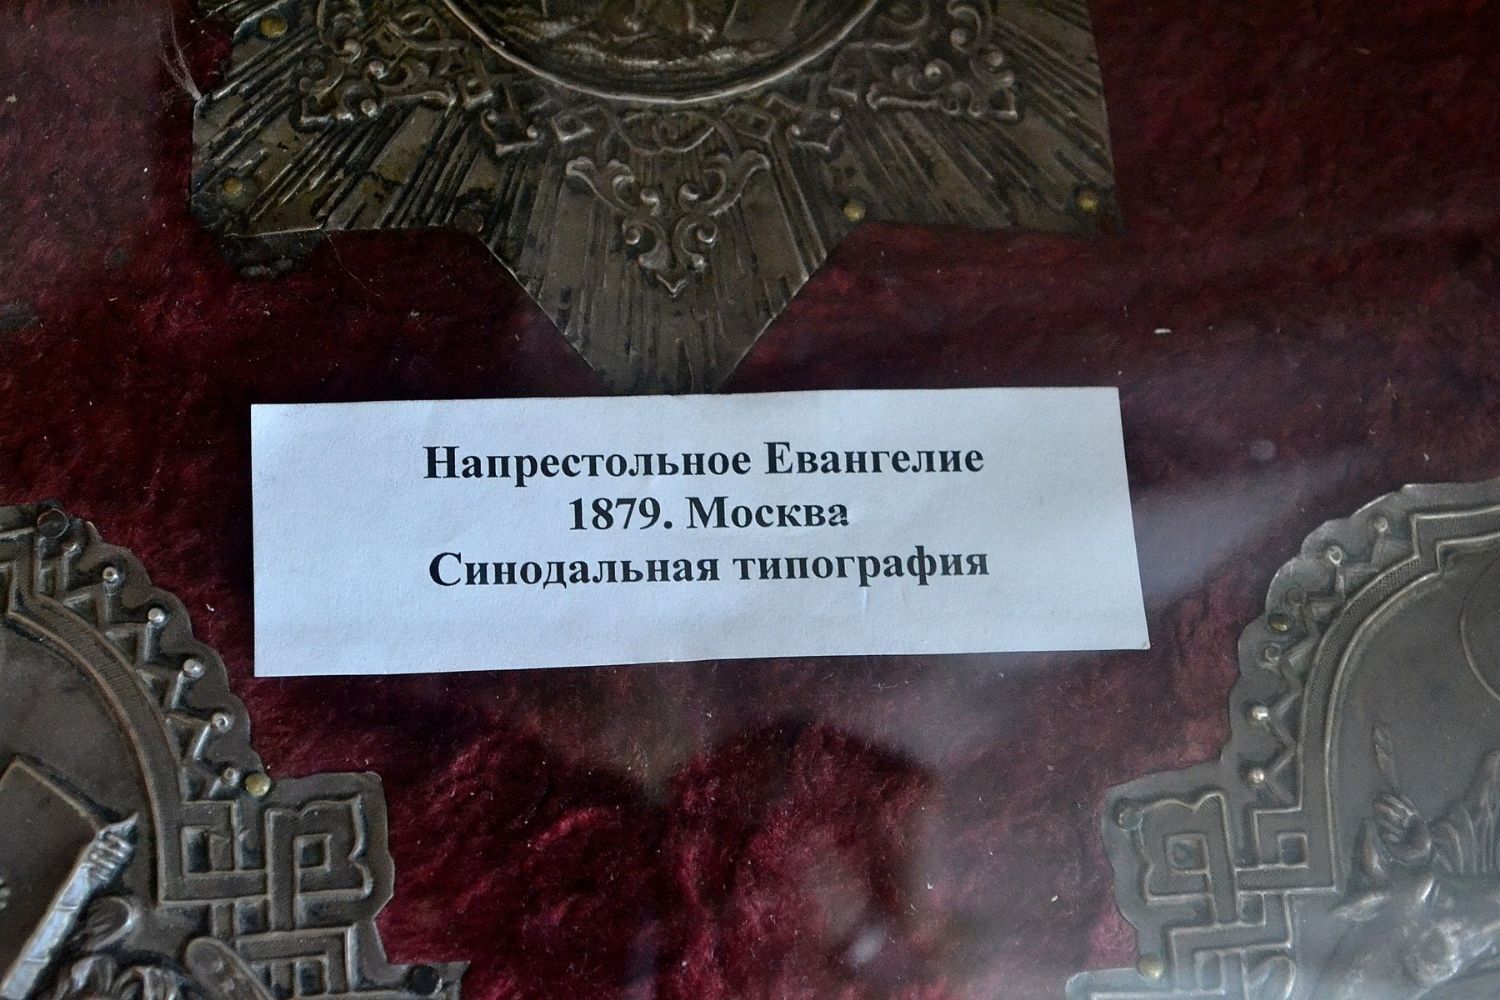 Напрестольное Евангелие
1879. Москва
Синодальная типография